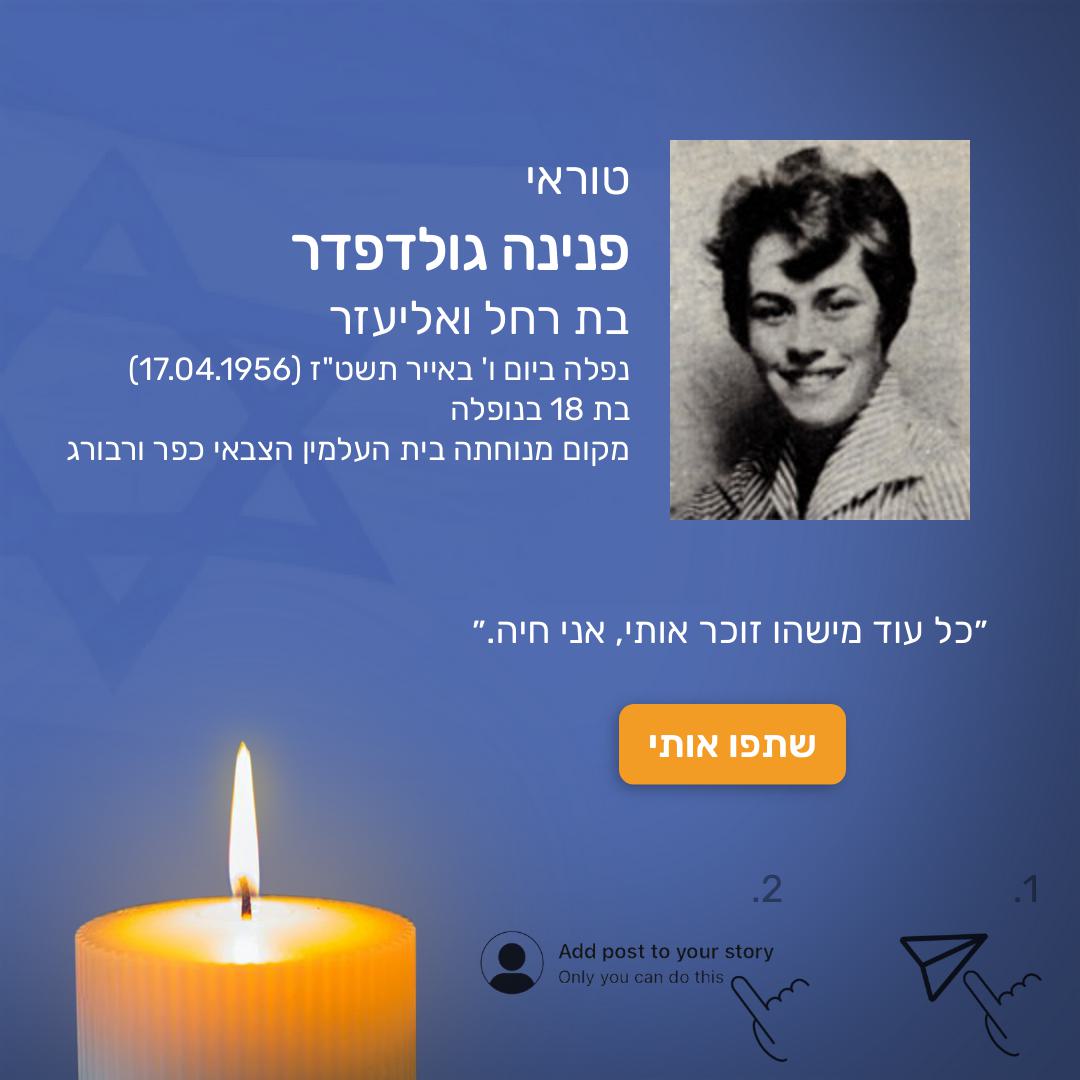 טוראי
פנינה גולדפדר
בת רחל ואליעזר
נפלה ביום ו' באייר תשט"ז (17.04.1956)
בת 18 בנופלה
מקום מנוחתה בית העלמין הצבאי כפר ורבורג
"כל עוד מישהו זוכר אותי, אני חיה."
שתפו אותי
1.
2.
Add post to your story
Only you can do this